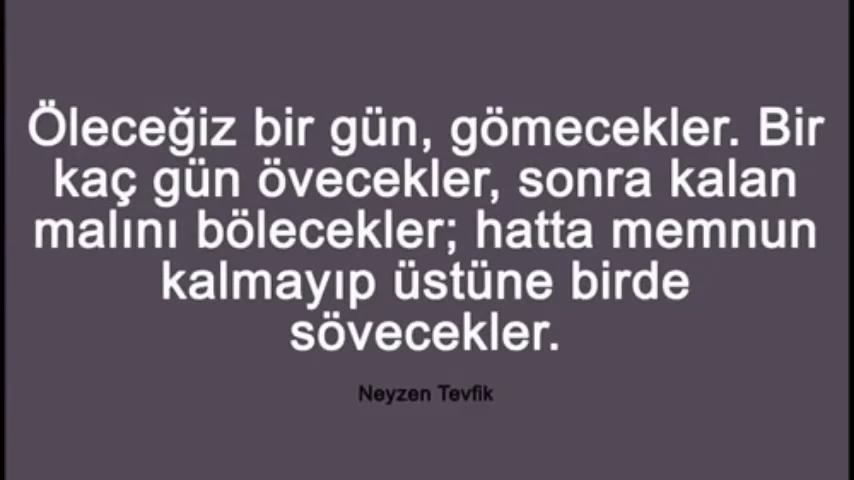 Öleceğiz bir gün, gömecekler. Bir
kaç gün övecekler, sonra kalan
malını bölecekler; hatta memnun
kalmayıp üstüne birde
sövecekler.
Neyzen Tevfik